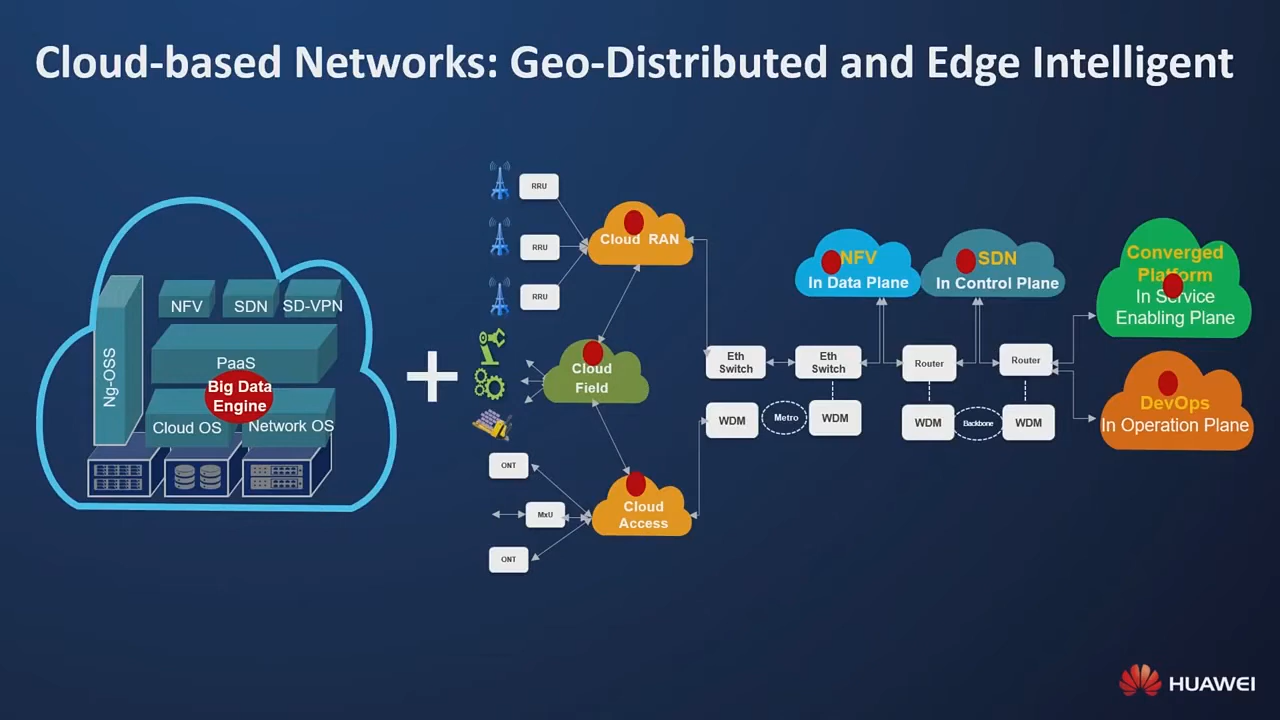 Cloud-based Networks: Geo-Distributed and Edge Intelligent
Ng-OSS
NFV
SDN
SD-VPN
PaaS
Big Data
Engine
Cloud OS
Network OS
RRU
RRU
RRU
Cloud RAN
Cloud
Field
ONT
MxU
ONT
Cloud
Access
Eth
Switch
Eth
Switch
WDM
Metro
WDM
NFV
In Data Plane
SDN
In Control Plane
Router
Router
WDM
Backbone
WDM
Converged
Platform
In Service
Enabling Plane
DevOps
In Operation Plane
HUAWEI